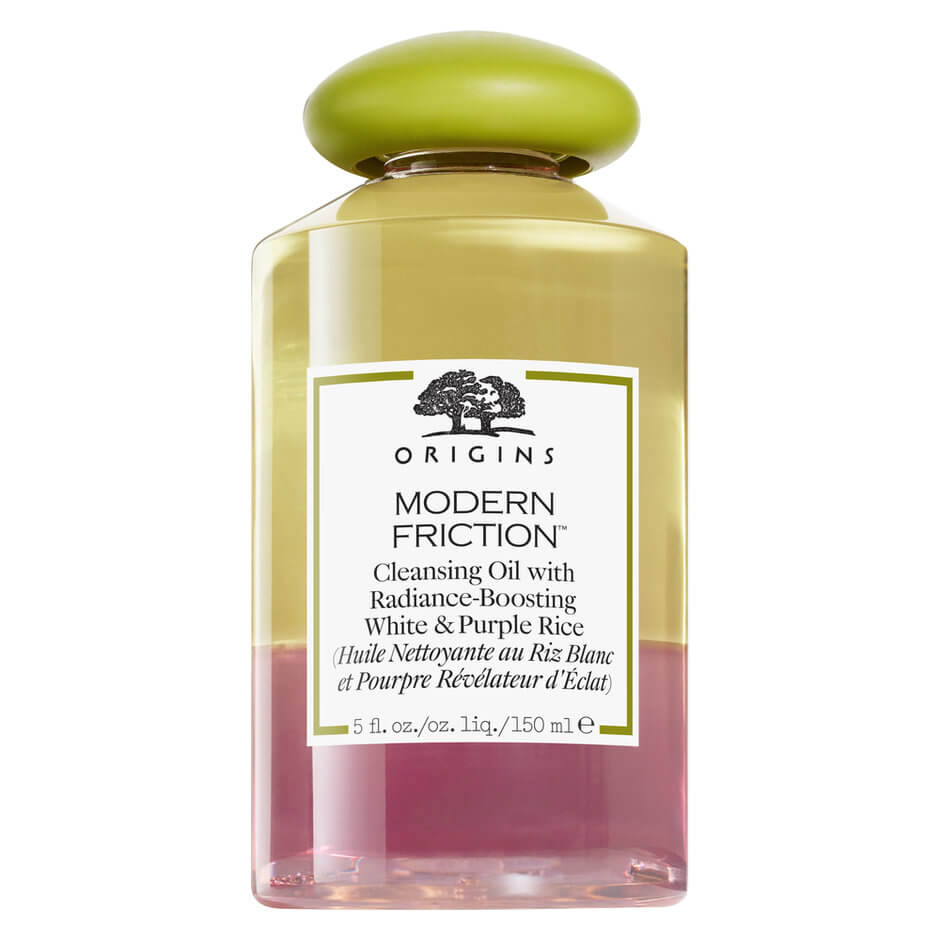 ORIGINS
MODERN
FRICTION™
Cleansing Oil with
Radiance-Boosting
White & Purple Rice
(Huile Nettoyante au Riz Blanc
et Pourpre Révélateur d'Éclat)
5 fl. oz./oz. liq./150 ml ℮